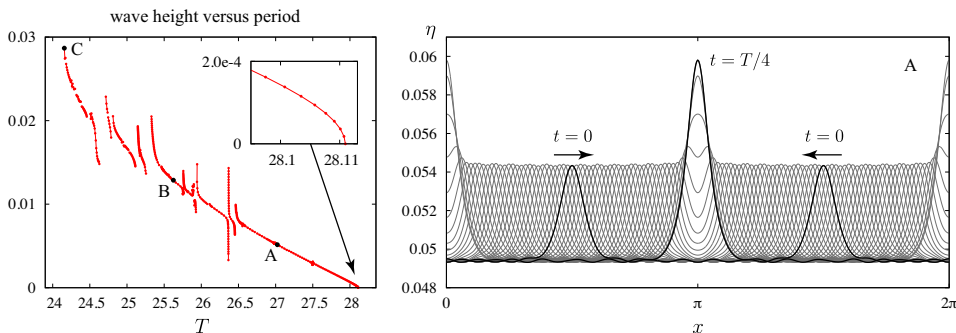 wave height versus period
0.03
0.02
0.01
0
C
B
A
2.0e-4
0
28.1
28.11
24
24.5
25
25.5
26
26.5
27
27.5
28
T
η
0.06
0.058
0.056
0.054
0.052
0.05
0.048
t = T/4
A
t = 0
t = 0
0
π
2π
x